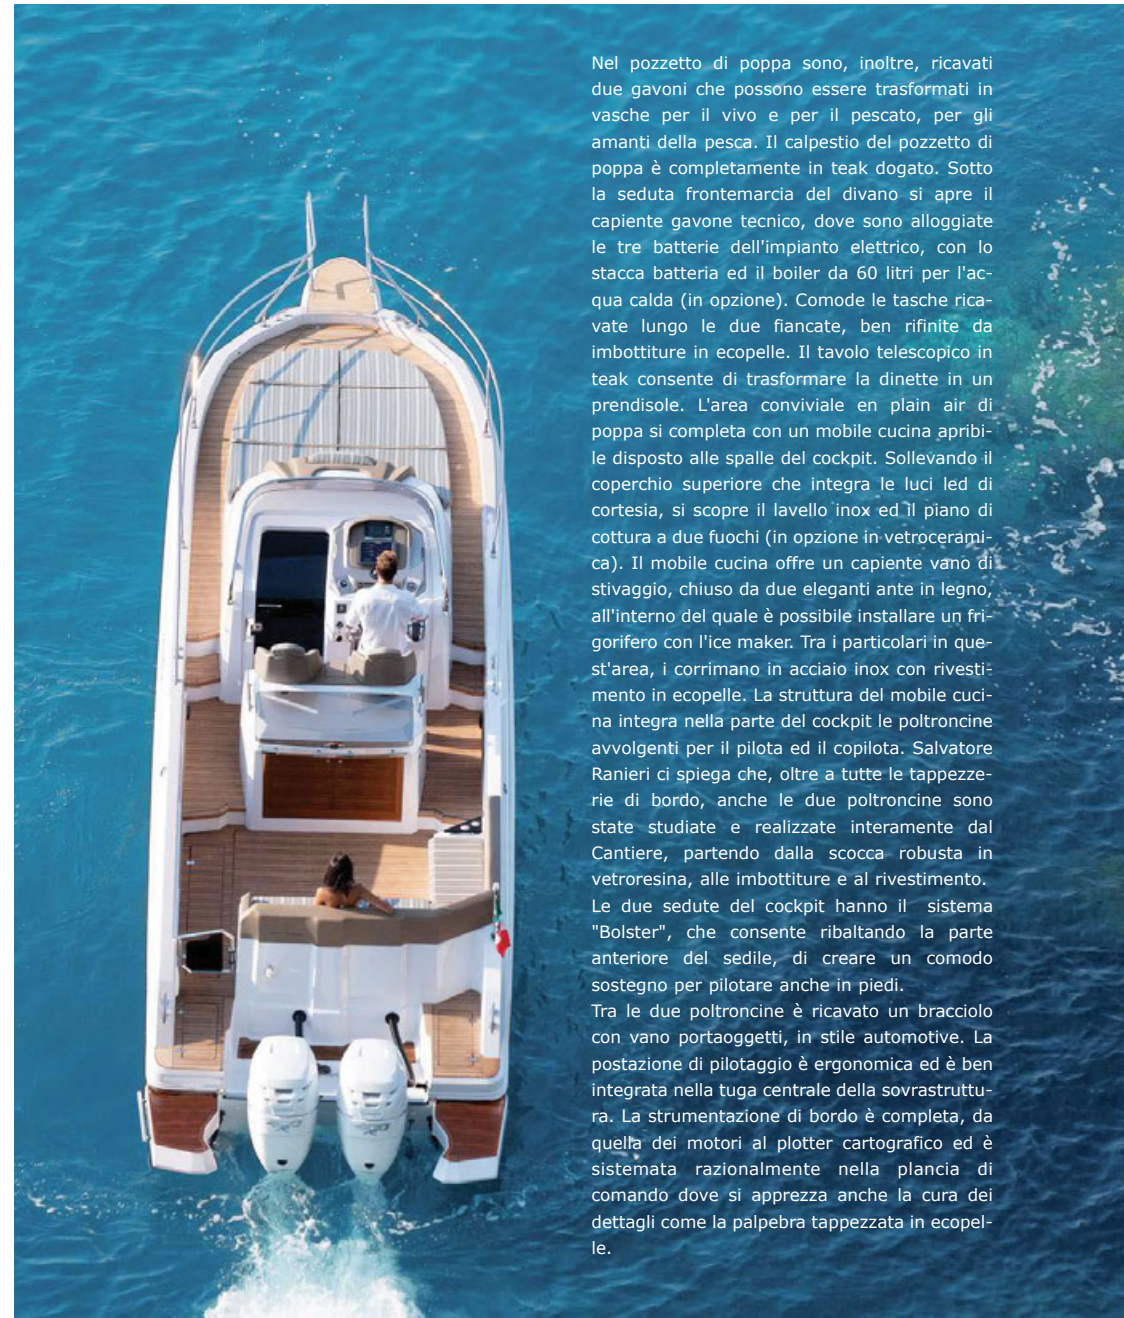 Nel pozzetto di poppa sono, inoltre, ricavati
due gavoni che possono essere trasformati in
vasche per il vivo e per il pescato, per gli
amanti della pesca. Il calpestio del pozzetto di
poppa è completamente in teak dogato. Sotto
la seduta frontemarcia del divano si apre il
capiente gavone tecnico, dove sono alloggiate
le tre batterie dell'impianto elettrico, con lo
stacca batteria ed il boiler da 60 litri per l'ac-
qua calda (in opzione). Comode le tasche rica-
vate lungo le due fiancate, ben rifinite da
imbottiture in ecopelle. Il tavolo telescopico in
teak consente di trasformare la dinette in un
prendisole. L'area conviviale en plain air di
poppa si completa con un mobile cucina apribi-
le disposto alle spalle del cockpit. Sollevando il
coperchio superiore che integra le luci led di
cortesia, si scopre il lavello inox ed il piano di
cottura a due fuochi (in opzione in vetrocerami-
ca). Il mobile cucina offre un capiente vano di
stivaggio, chiuso da due eleganti ante in legno,
all'interno del quale è possibile installare un fri-
gorifero con l'ice maker. Tra i particolari in que-
st'area, i corrimano in acciaio inox con rivesti-
mento in ecopelle. La struttura del mobile cuci-
na integra nella parte del cockpit le poltroncine
avvolgenti per il pilota ed il copilota. Salvatore
Ranieri ci spiega che, oltre a tutte le tappezze-
rie di bordo, anche le due poltroncine sono
state studiate e realizzate interamente dal
Cantiere, partendo dalla scocca robusta in
vetroresina, alle imbottiture e al rivestimento.
Le due sedute del cockpit hanno il sistema
"Bolster", che consente ribaltando la parte
anteriore del sedile, di creare un comodo
sostegno per pilotare anche in piedi.
Tra le due poltroncine è ricavato un bracciolo
con vano portaoggetti, in stile automotive. La
postazione di pilotaggio è ergonomica ed è ben
integrata nella tuga centrale della sovrastruttu-
ra. La strumentazione di bordo è completa, da
quella dei motori al plotter cartografico ed è
sistemata razionalmente nella plancia di
comando dove si apprezza anche la cura dei
dettagli come la palpebra tappezzata in ecopel-
le.